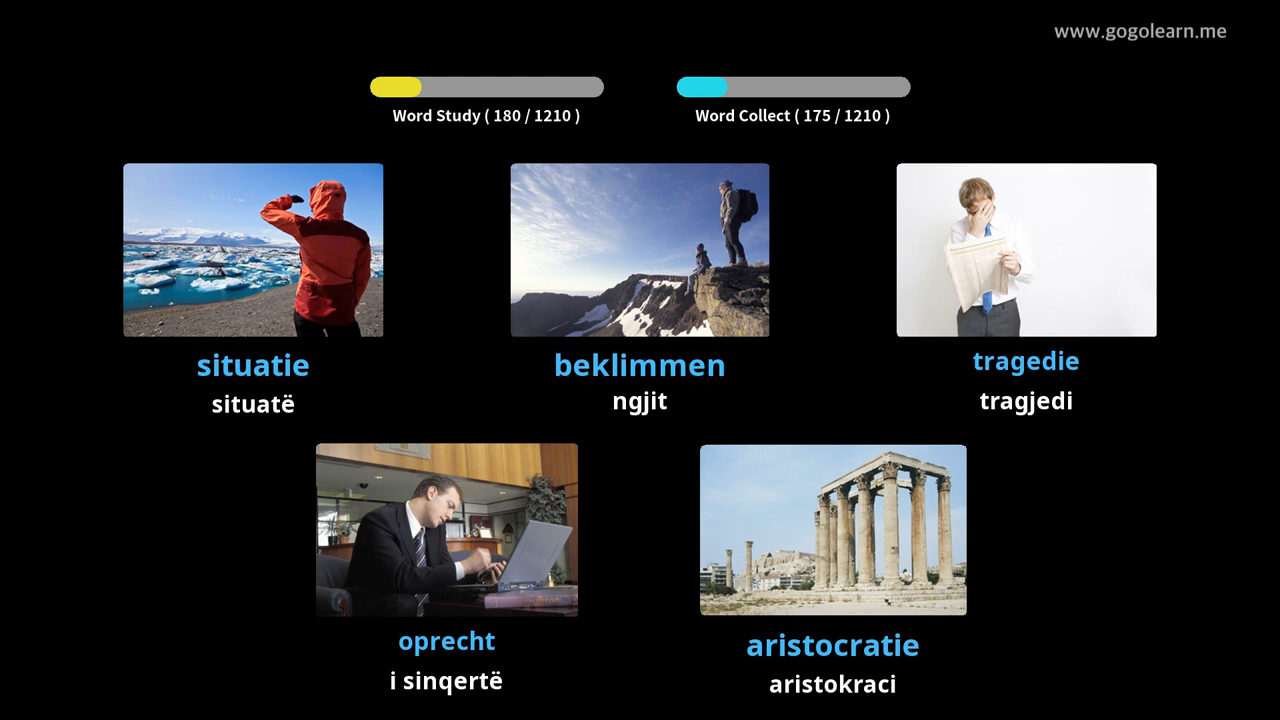 www.gogolearn.me
Word Study ( 180 / 1210 )
Word Collect ( 175 / 1210 )
situatie
situatë
beklimmen
ngjit
tragedie
tragjedi
oprecht
i sinqertë
aristocratie
aristokraci